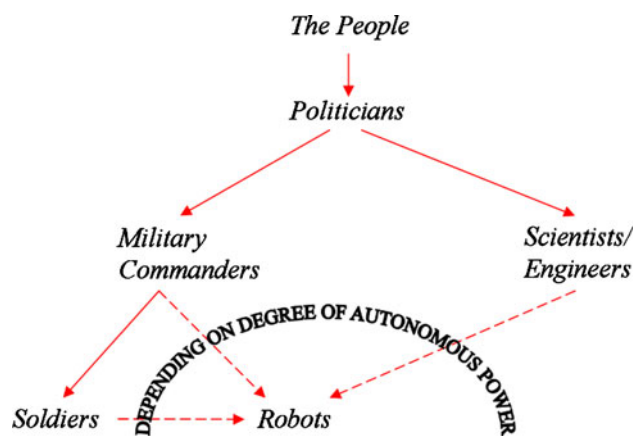 The People
Politicians
Military
Commanders
Scientists/
Engineers
DEPENDING ON DEGREE OF AUTONOMOUS POWER
Soldiers
Robots